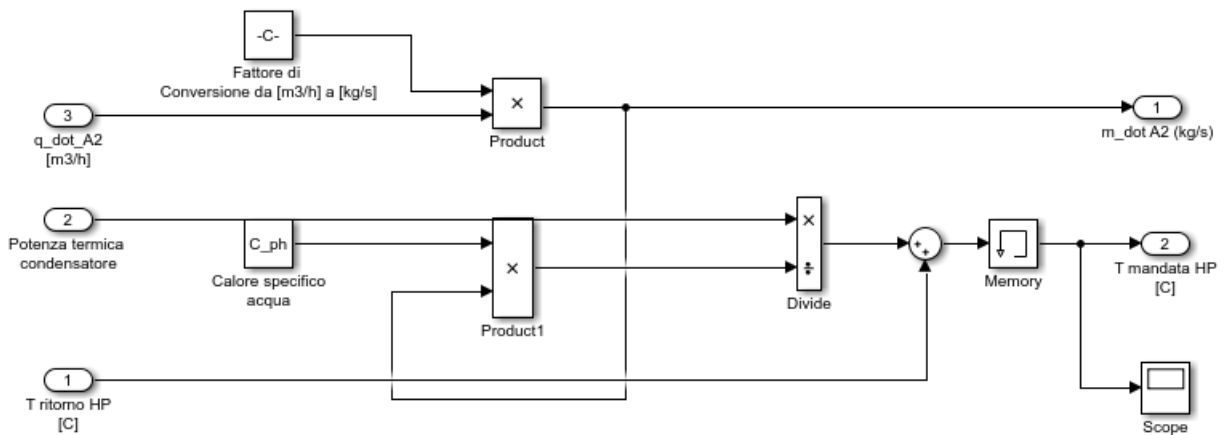 -C-
Fattore di
Conversione da [m3/h] a [kg/s]
3
q_dot_A2
[m3/h]
×
Product
1
m_dot A2 (kg/s)
2
Potenza termica
condensatore
C_ph
Calore specifico
acqua
×
Product1
×
÷
Divide
+
+
Memory
2
T mandata HP
[C]
1
T ritorno HP
[C]
Scope